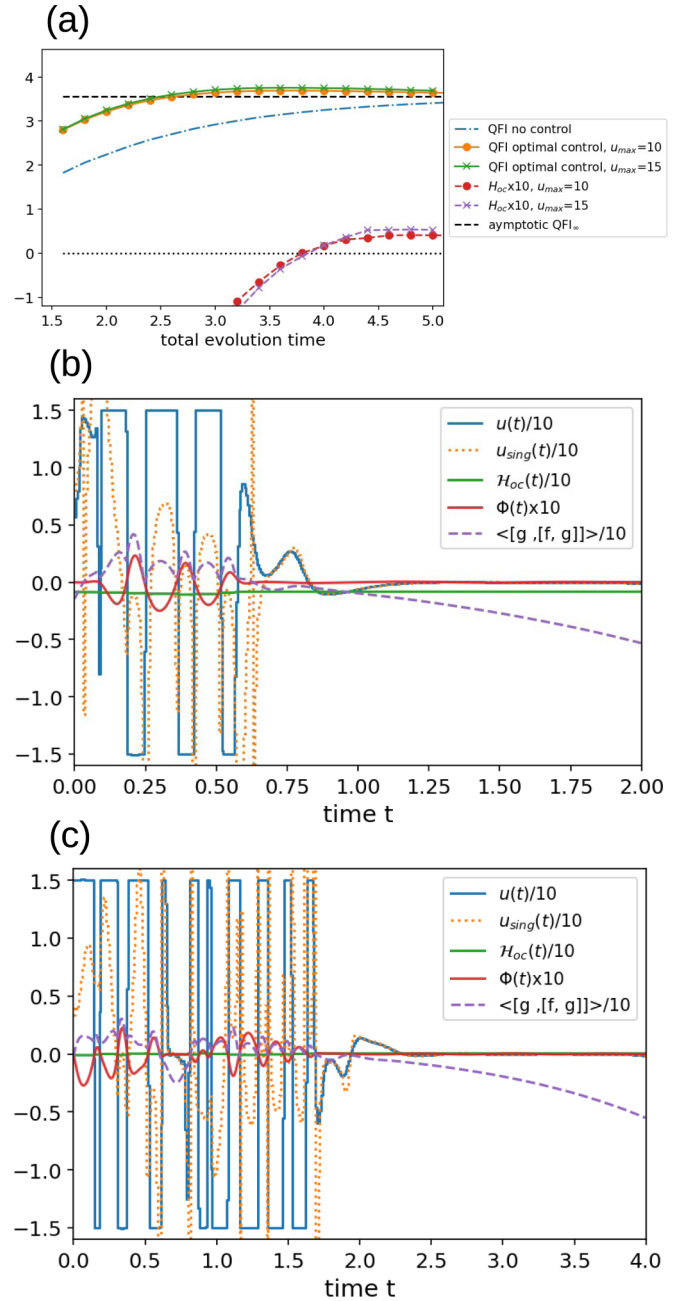 (a)
4
3
2
1
0
−1
1.5 2.0 2.5 3.0 3.5 4.0 4.5 5.0
total evolution time
QFI no control
QFI optimal control, u_max=10
QFI optimal control, u_max=15
H_oc x10, u_max=10
H_oc x10, u_max=15
aymptotic QFI_∞
(b)
1.5
1.0
0.5
0.0
−0.5
−1.0
−1.5
u(t)/10
u_sing(t)/10
ℋ_oc(t)/10
Φ(t)x10
<[g ,[f, g]]>/10
0.00 0.25 0.50 0.75 1.00 1.25 1.50 1.75 2.00
time t
(c)
1.5
1.0
0.5
0.0
−0.5
−1.0
−1.5
u(t)/10
u_sing(t)/10
ℋ_oc(t)/10
Φ(t)x10
<[g ,[f, g]]>/10
0.0 0.5 1.0 1.5 2.0 2.5 3.0 3.5 4.0
time t